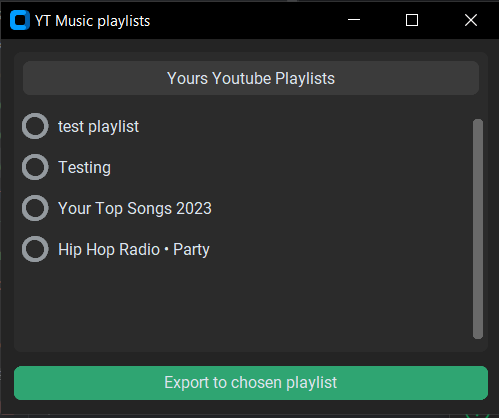 YT Music playlists
Yours Youtube Playlists
test playlist
Testing
Your Top Songs 2023
Hip Hop Radio • Party
Export to chosen playlist